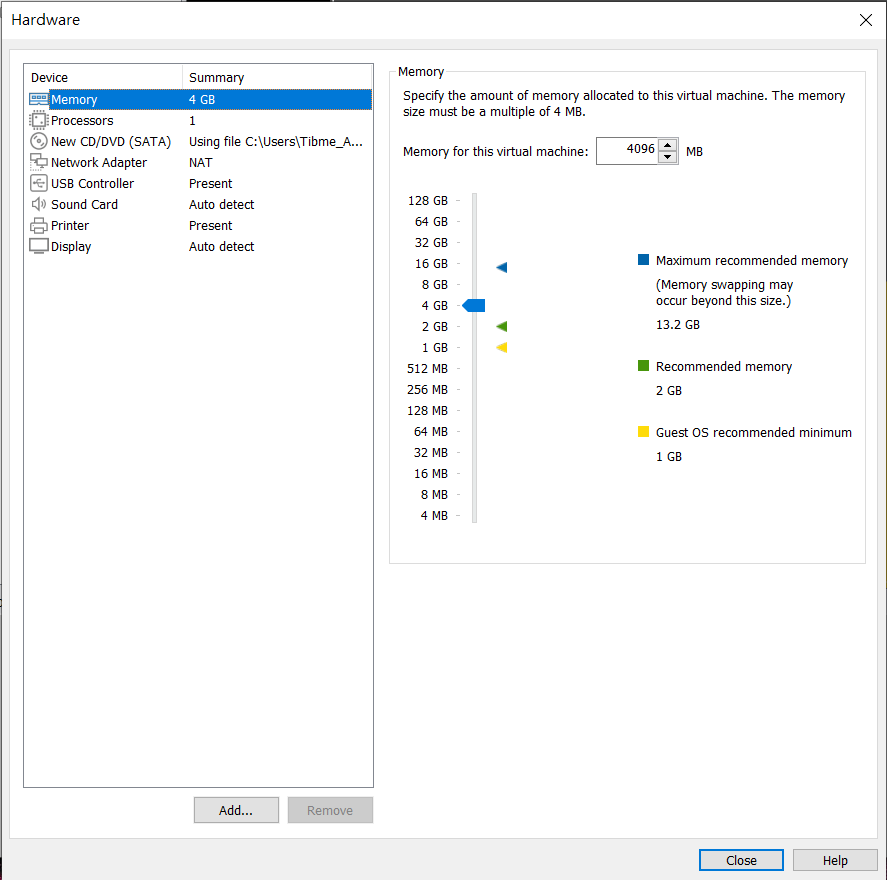 Hardware
Device Summary
Memory 4 GB
Processors 1
New CD/DVD (SATA) Using file C:\Users\Tibme_A...
Network Adapter NAT
USB Controller Present
Sound Card Auto detect
Printer Present
Display Auto detect
Add... Remove
Memory
Specify the amount of memory allocated to this virtual machine. The memory
size must be a multiple of 4 MB.
Memory for this virtual machine: 4096 MB
128 GB
64 GB
32 GB
16 GB
8 GB
4 GB
2 GB
1 GB
512 MB
256 MB
128 MB
64 MB
32 MB
16 MB
8 MB
4 MB
Maximum recommended memory
(Memory swapping may
occur beyond this size.)
13.2 GB
Recommended memory
2 GB
Guest OS recommended minimum
1 GB
Close Help